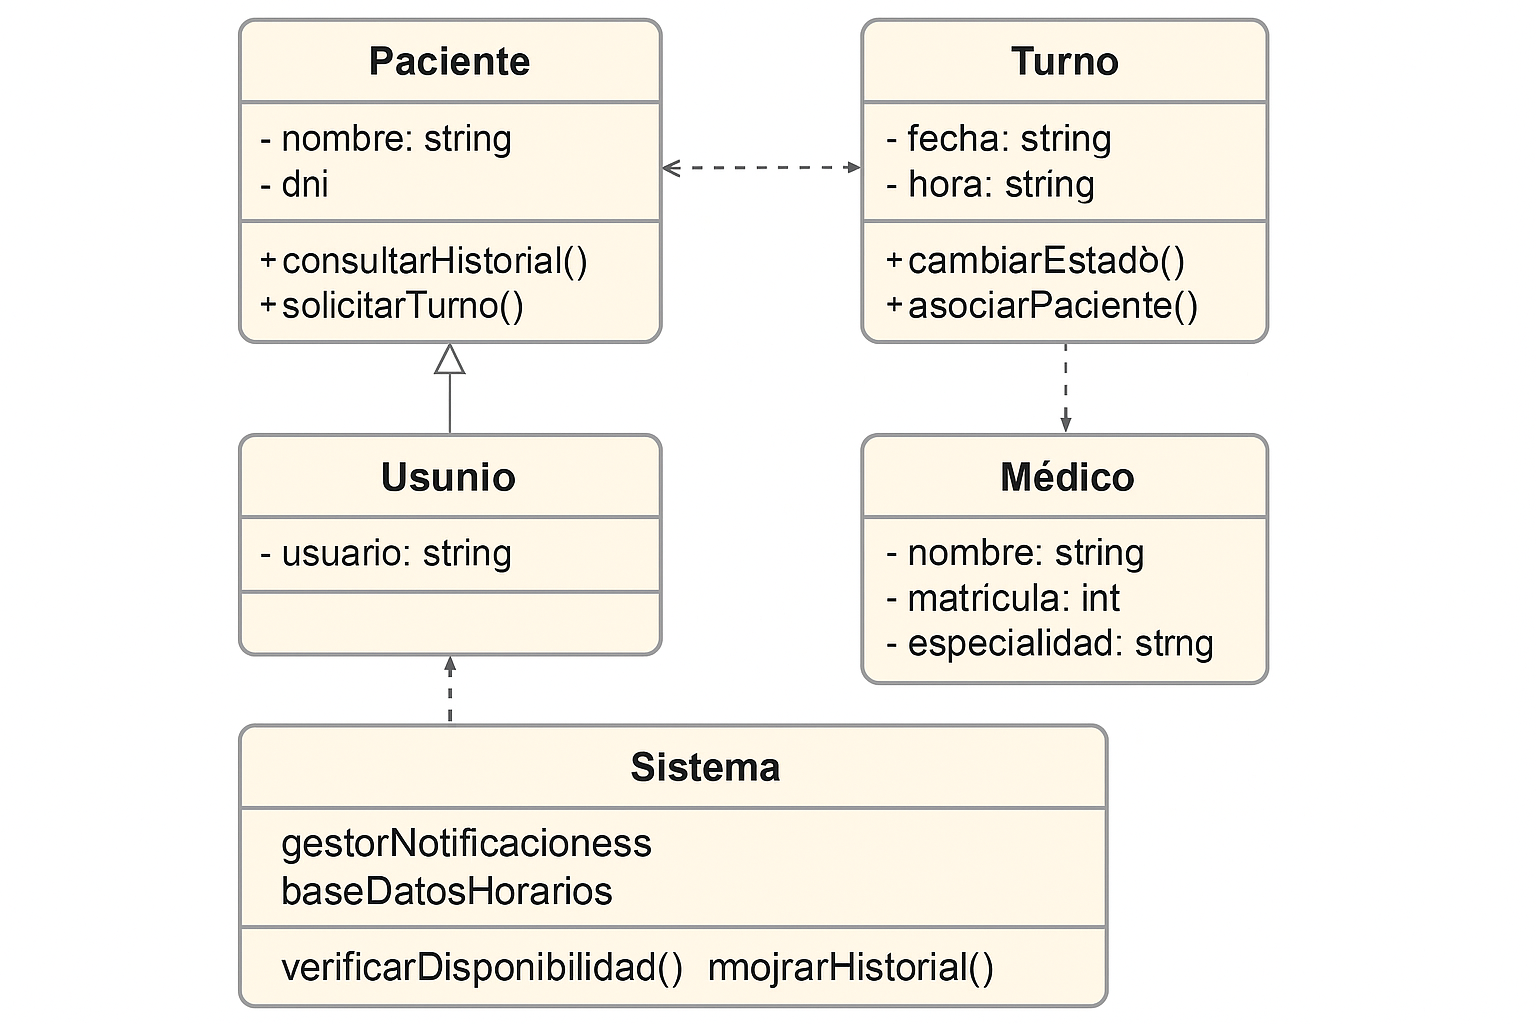 Paciente
- nombre: string
- dni
+ consultarHistorial()
+ solicitarTurno()
Turno
- fecha: string
- hora: string
+ cambiarEstadò()
+ asociarPaciente()
Usunio
- usuario: string
Médico
- nombre: string
- matrícula: int
- especialidad: strng
Sistema
gestorNotificacioness
baseDatosHorarios
verificarDisponibilidad() mojrarHistorial()